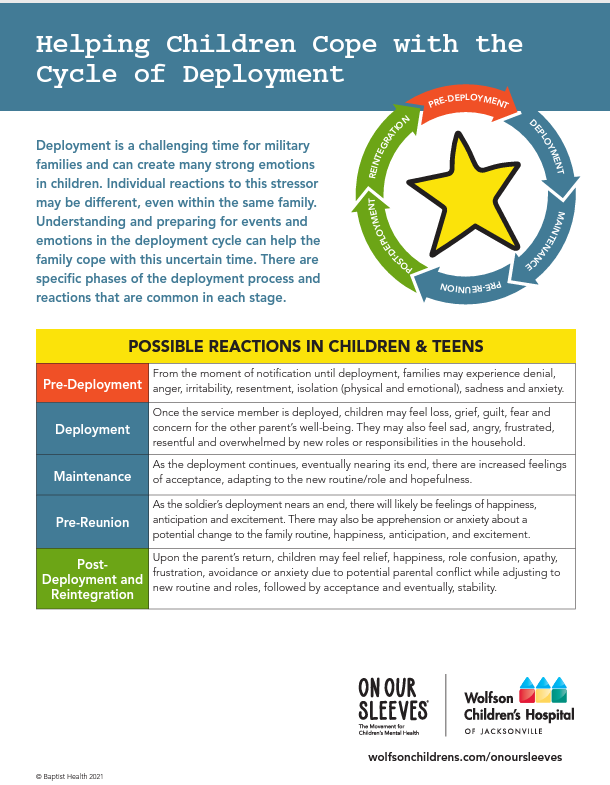 Helping Children Cope with the
Cycle of Deployment
PRE-DEPLOYMENT
DEPLOYMENT
MAINTENANCE
PRE-REUNION
POST-DEPLOYMENT
REINTEGRATION
Deployment is a challenging time for military
families and can create many strong emotions
in children. Individual reactions to this stressor
may be different, even within the same family.
Understanding and preparing for events and
emotions in the deployment cycle can help the
family cope with this uncertain time. There are
specific phases of the deployment process and
reactions that are common in each stage.
POSSIBLE REACTIONS IN CHILDREN & TEENS
Pre-Deployment
From the moment of notification until deployment, families may experience denial,
anger, irritability, resentment, isolation (physical and emotional), sadness and anxiety.
Deployment
Once the service member is deployed, children may feel loss, grief, guilt, fear and
concern for the other parent's well-being. They may also feel sad, angry, frustrated,
resentful and overwhelmed by new roles or responsibilities in the household.
Maintenance
As the deployment continues, eventually nearing its end, there are increased feelings
of acceptance, adapting to the new routine/role and hopefulness.
Pre-Reunion
As the soldier's deployment nears an end, there will likely be feelings of happiness,
anticipation and excitement. There may also be apprehension or anxiety about a
potential change to the family routine, happiness, anticipation, and excitement.
Post-
Deployment and
Reintegration
Upon the parent's return, children may feel relief, happiness, role confusion, apathy,
frustration, avoidance or anxiety due to potential parental conflict while adjusting to
new routine and roles, followed by acceptance and eventually, stability.
ON OUR
SLEEVES®
The Movement for
Children's Mental Health
Wolfson
Children's Hospital
OF JACKSONVILLE
wolfsonchildrens.com/onoursleeves
© Baptist Health 2021